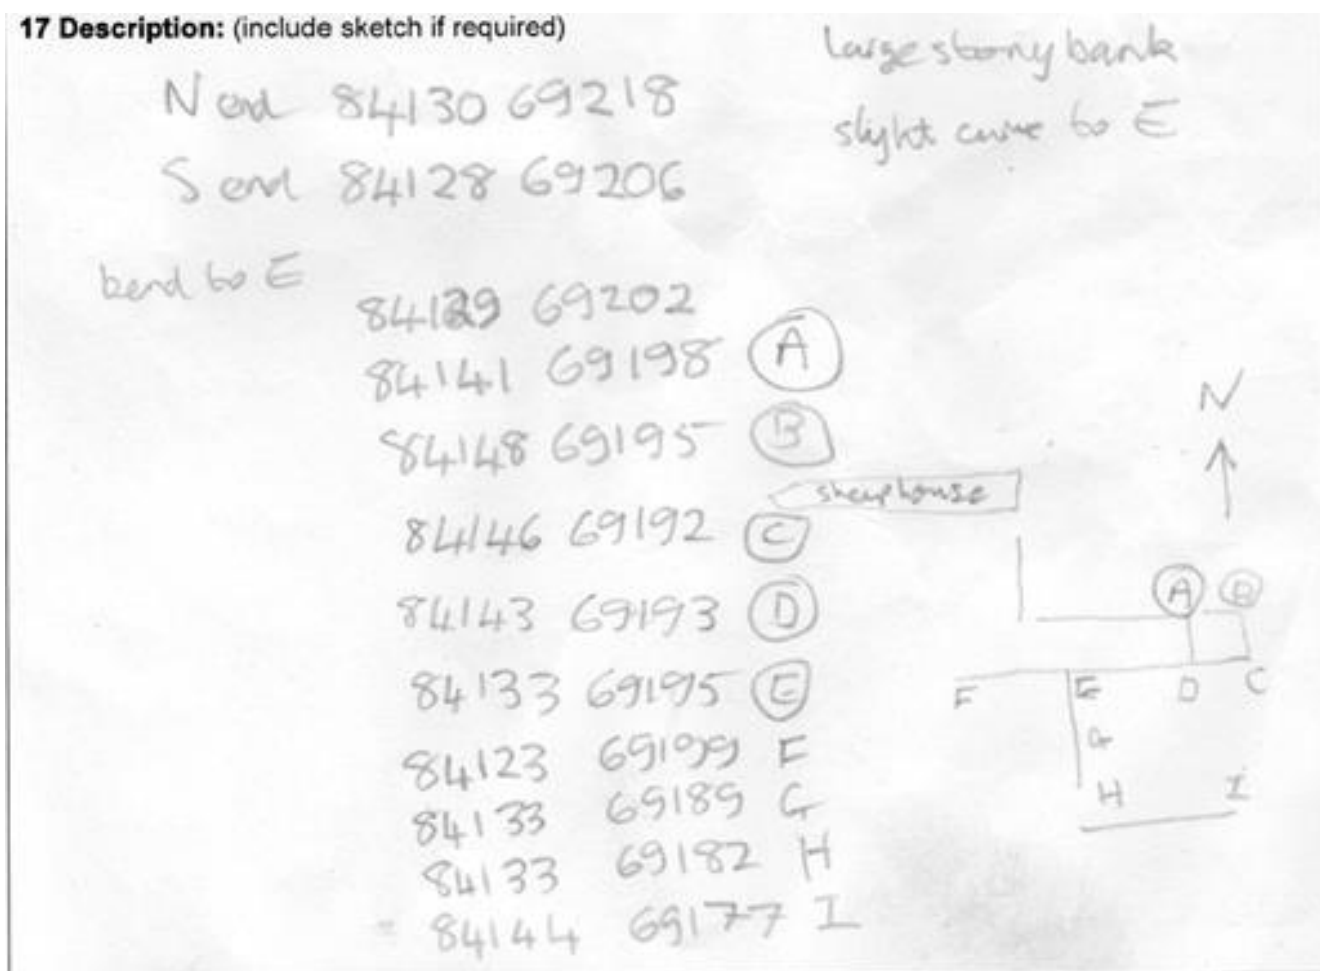 17 Description: (include sketch if required)
large stony bank
slight curve to E
N end 84130 69218
S end 84128 69206
bend to E
84129 69202
84141 69198 A
84148 69195 B
sheephouse
84146 69192 C
84143 69193 D
84133 69195 E
84123 69199 F
84133 69189 G
84133 69182 H
84144 69177 I
N
A B
F E D C
G
H I